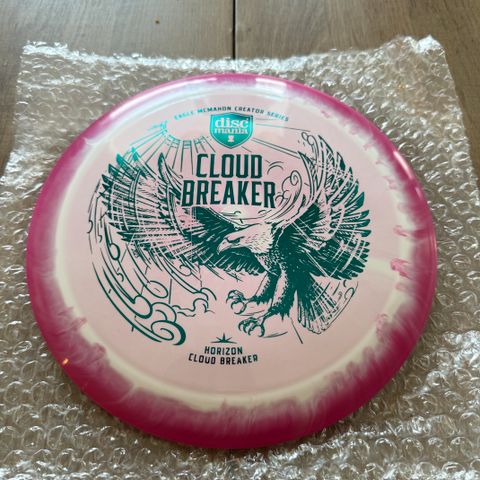 EAGLE MCMAHON CREATOR SERIES
disc
mania
CLOUD
BREAKER
HORIZON
CLOUD BREAKER